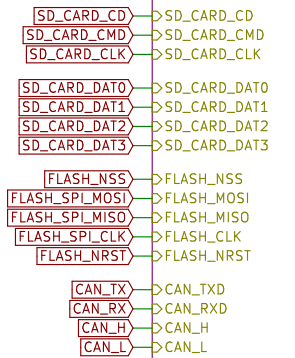 SD_CARD_CD SD_CARD_CD
SD_CARD_CMD SD_CARD_CMD
SD_CARD_CLK SD_CARD_CLK
SD_CARD_DAT0 SD_CARD_DAT0
SD_CARD_DAT1 SD_CARD_DAT1
SD_CARD_DAT2 SD_CARD_DAT2
SD_CARD_DAT3 SD_CARD_DAT3
FLASH_NSS FLASH_NSS
FLASH_SPI_MOSI FLASH_MOSI
FLASH_SPI_MISO FLASH_MISO
FLASH_SPI_CLK FLASH_CLK
FLASH_NRST FLASH_NRST
CAN_TX CAN_TXD
CAN_RX CAN_RXD
CAN_H CAN_H
CAN_L CAN_L